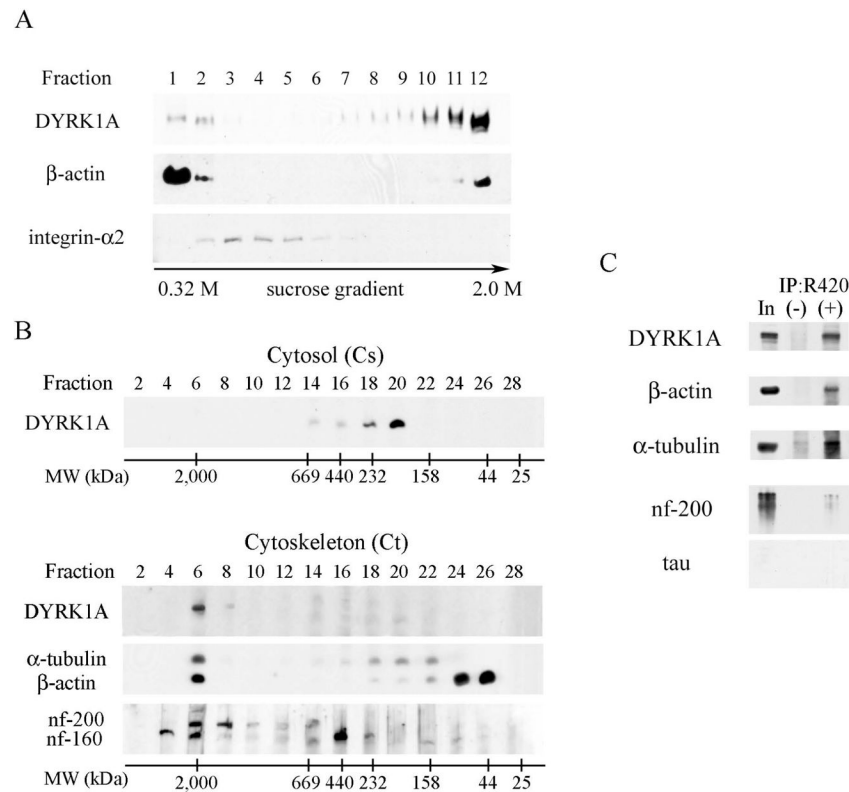 A
Fraction 1 2 3 4 5 6 7 8 9 10 11 12
DYRK1A
β-actin
integrin-α2
0.32 M sucrose gradient 2.0 M
B
Cytosol (Cs)
Fraction 2 4 6 8 10 12 14 16 18 20 22 24 26 28
DYRK1A
MW (kDa) 2,000 669 440 232 158 44 25
Cytoskeleton (Ct)
Fraction 2 4 6 8 10 12 14 16 18 20 22 24 26 28
DYRK1A
α-tubulin
β-actin
nf-200
nf-160
MW (kDa) 2,000 669 440 232 158 44 25
C
IP:R420
In (-) (+)
DYRK1A
β-actin
α-tubulin
nf-200
tau